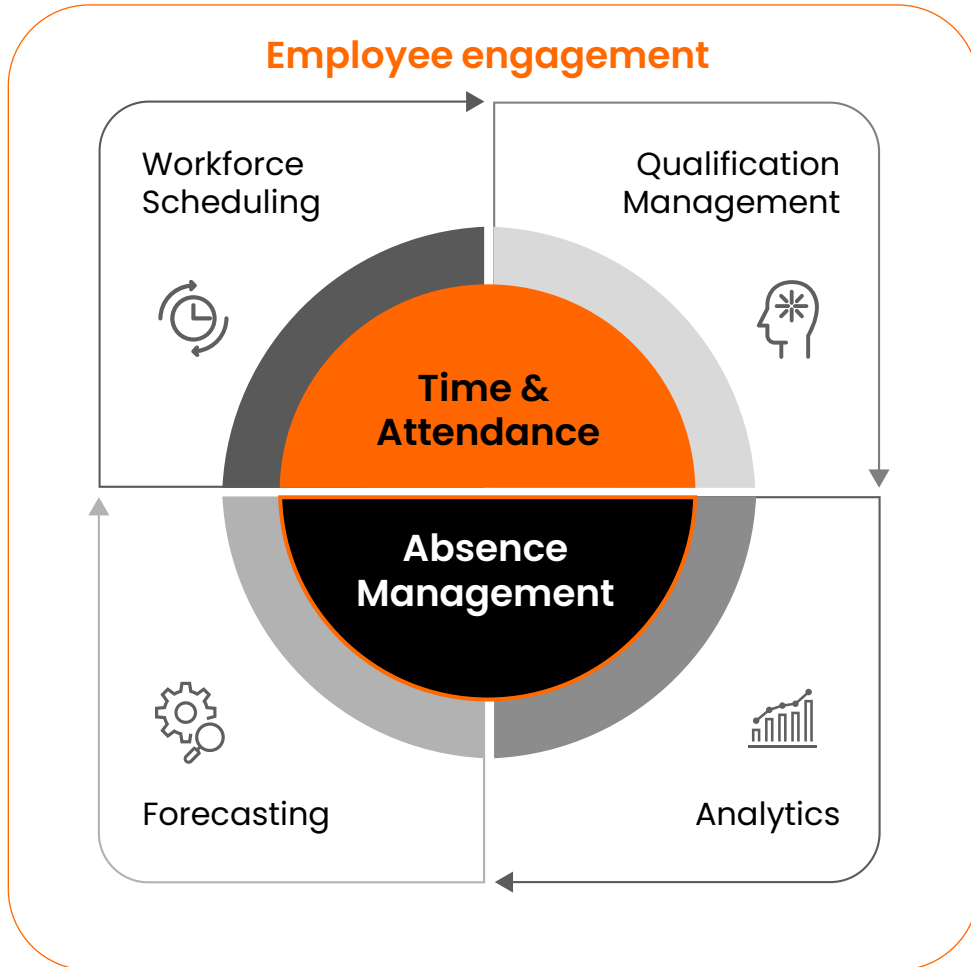 Employee engagement
Workforce
Scheduling
Qualification
Management
Time &
Attendance
Absence
Management
Forecasting
Analytics